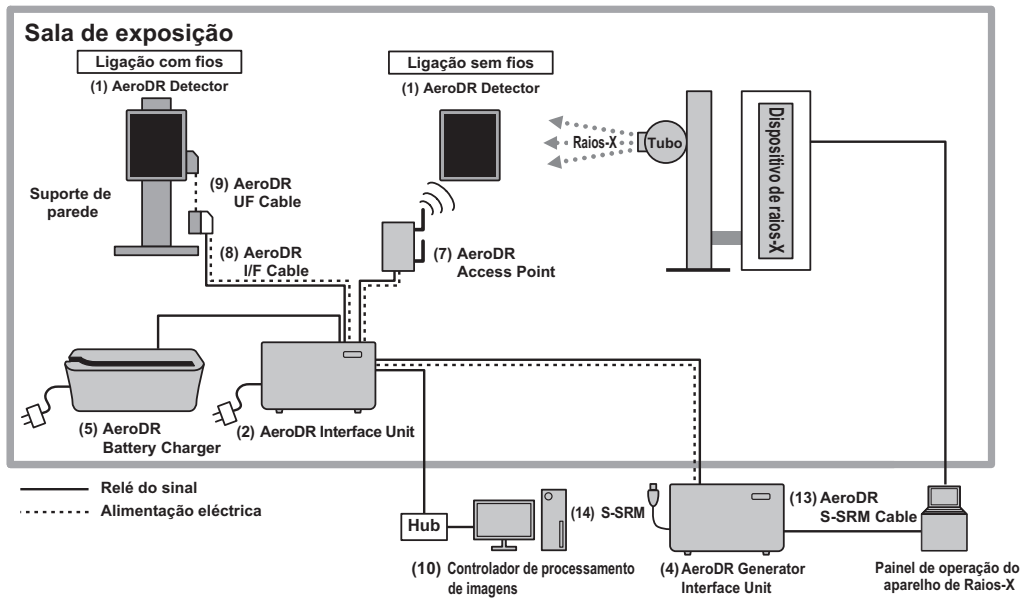 Sala de exposição
Ligação com fios
(1) AeroDR Detector
Ligação sem fios
(1) AeroDR Detector
Raios-X
Tubo
Dispositivo de raios-X
Suporte de
parede
(9) AeroDR
UF Cable
(8) AeroDR
I/F Cable
(7) AeroDR
Access Point
(5) AeroDR
Battery Charger
(2) AeroDR Interface Unit
Relé do sinal
Alimentação eléctrica
Hub
(14) S-SRM
(13) AeroDR
S-SRM Cable
(10) Controlador de processamento
de imagens
(4) AeroDR Generator
Interface Unit
Painel de operação do
aparelho de Raios-X